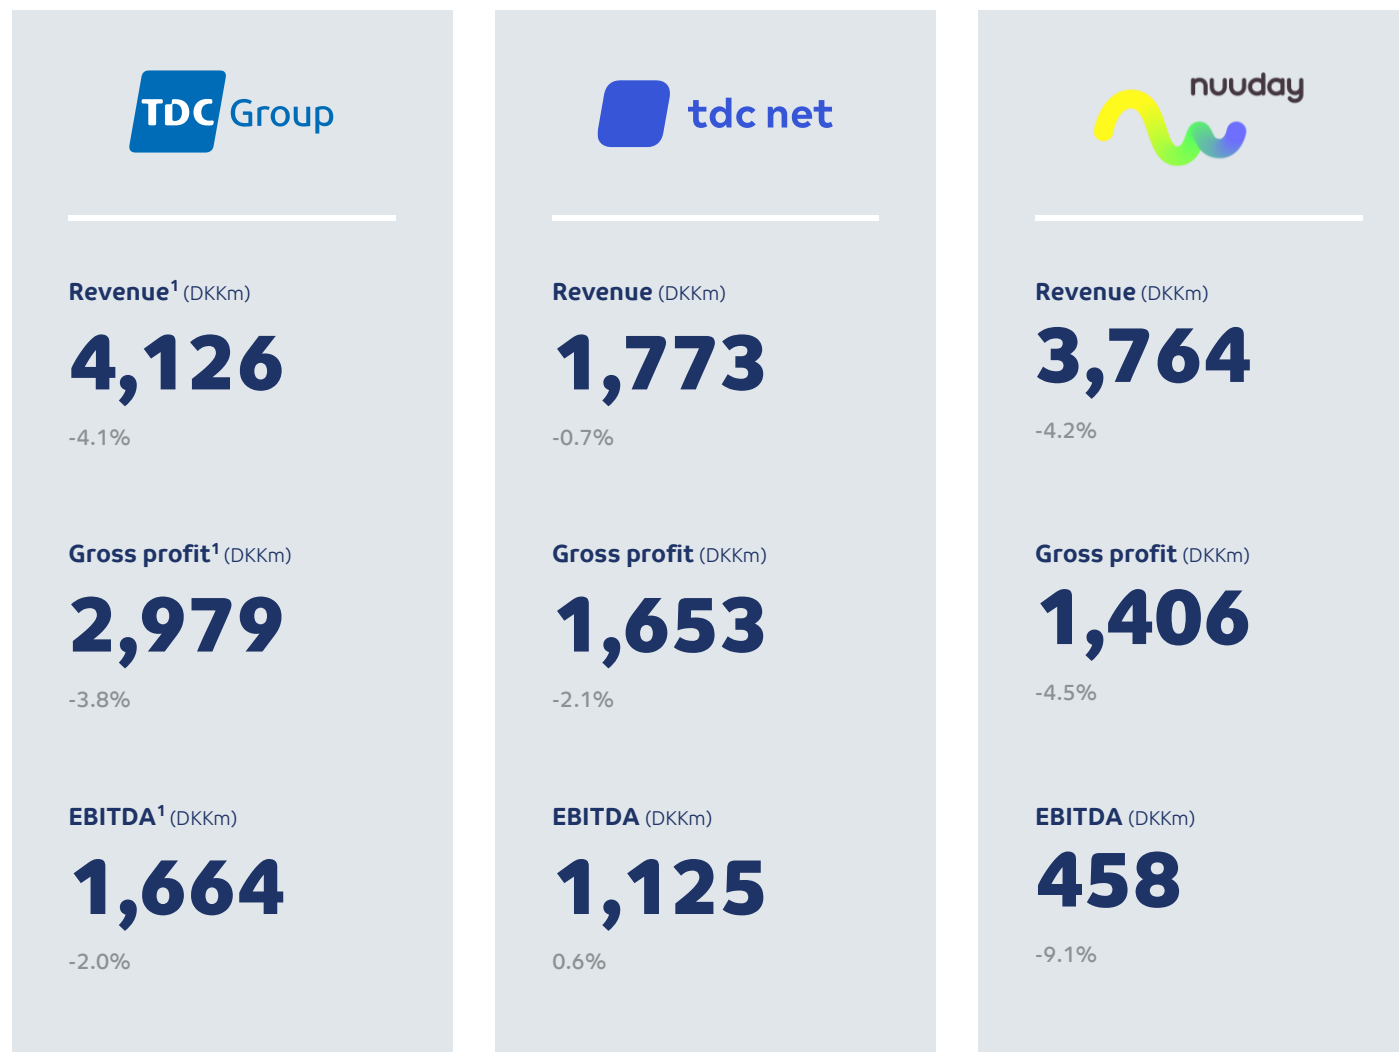 TDC Group
Revenue¹ (DKKm)
4,126
-4.1%
Gross profit¹ (DKKm)
2,979
-3.8%
EBITDA¹ (DKKm)
1,664
-2.0%
tdc net
Revenue (DKKm)
1,773
-0.7%
Gross profit (DKKm)
1,653
-2.1%
EBITDA (DKKm)
1,125
0.6%
nuuday
Revenue (DKKm)
3,764
-4.2%
Gross profit (DKKm)
1,406
-4.5%
EBITDA (DKKm)
458
-9.1%